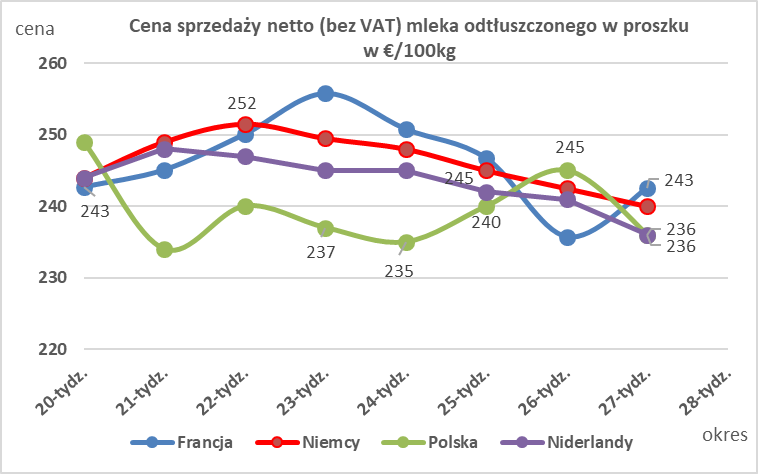 cena
Cena sprzedaży netto (bez VAT) mleka odtłuszczonego w proszku
w €/100kg
260
250
240
230
220
252
243
237
235
245
240
245
243
236
236
20-tydz.
21-tydz.
22-tydz.
23-tydz.
24-tydz.
25-tydz.
26-tydz.
27-tydz.
28-tydz.
okres
Francja
Niemcy
Polska
Niderlandy